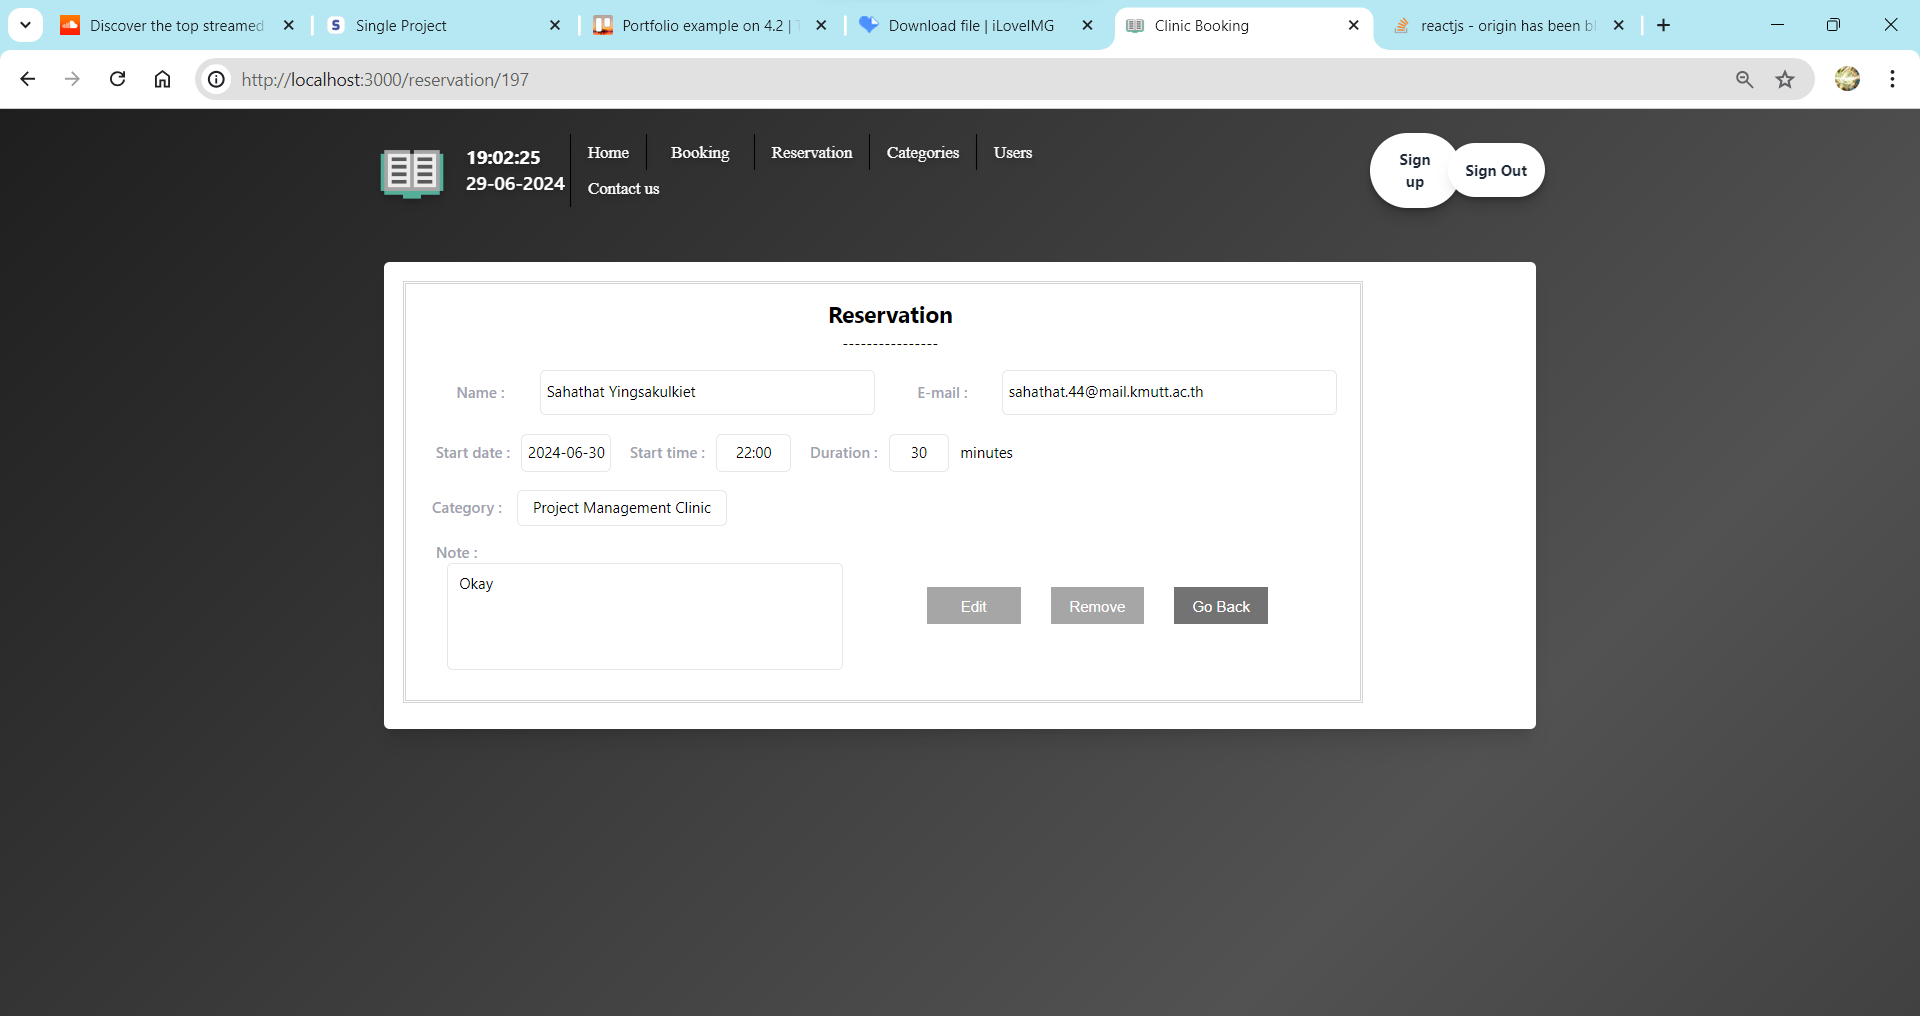 Discover the top streamed
Single Project
Portfolio example on 4.2 |
Download file | iLoveIMG
Clinic Booking
reactjs - origin has been b
http://localhost:3000/reservation/197
19:02:25
29-06-2024
Home
Booking
Reservation
Categories
Users
Contact us
Sign
up
Sign Out
Reservation
----------------
Name :
Sahathat Yingsakulkiet
E-mail :
sahathat.44@mail.kmutt.ac.th
Start date :
2024-06-30
Start time :
22:00
Duration :
30
minutes
Category :
Project Management Clinic
Note :
Okay
Edit
Remove
Go Back